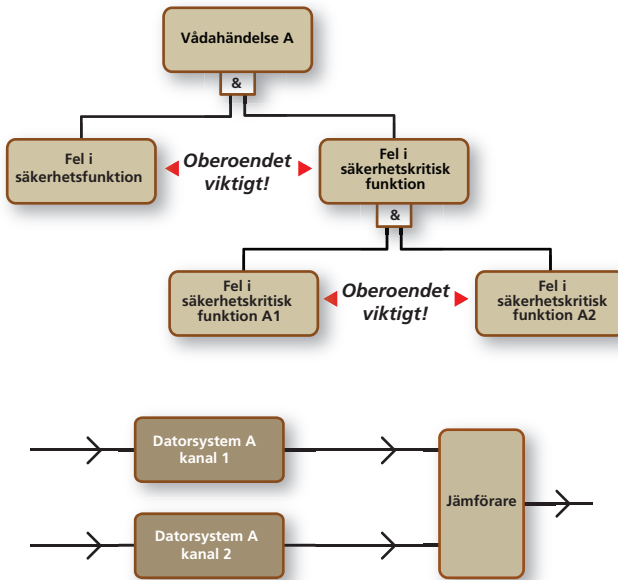 Vådahändelse A
&
Fel i
säkerhetsfunktion
Oberoendet
viktigt!
Fel i
säkerhetskritisk
funktion
&
Fel i
säkerhetskritisk
funktion A1
Oberoendet
viktigt!
Fel i
säkerhetskritisk
funktion A2
Datorsystem A
kanal 1
Jämförare
Datorsystem A
kanal 2